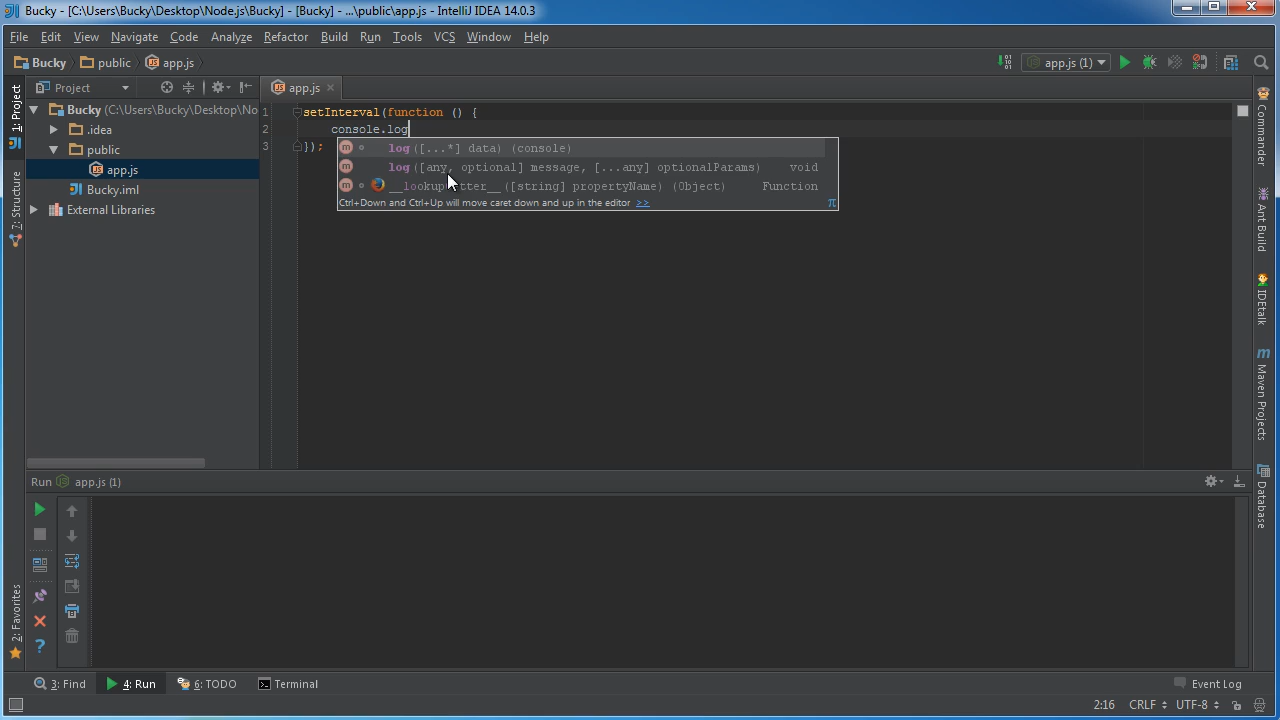 Bucky - [C:\Users\Bucky\Desktop\Node.js\Bucky] - [Bucky] - ...\public\app.js - IntelliJ IDEA 14.0.3
File Edit View Navigate Code Analyze Refactor Build Run Tools VCS Window Help
Bucky public app.js
app.js (1)
Project
app.js
1: Project
7: Structure
2: Favorites
Bucky (C:\Users\Bucky\Desktop\No
.idea
public
app.js
Bucky.iml
External Libraries
1 setInterval(function () {
2 console.log
3 });
m log([...*] data) (console)
m log([any, optional] message, [...any] optionalParams) void
m (Object) Function
Ctrl+Down and Ctrl+Up will move caret down and up in the editor >> π
Commander
Ant Build
IDEtalk
m Maven Projects
Database
Run app.js (1)
3: Find 4: Run 6: TODO Terminal
Event Log
2:16 CRLF UTF-8